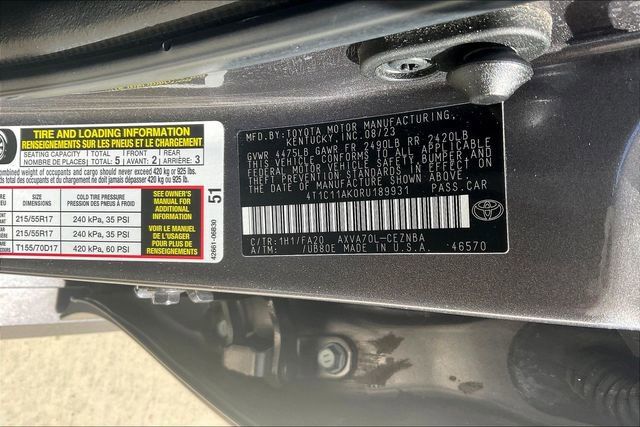 TIRE AND LOADING INFORMATION
RENSEIGNEMENTS SUR LES PNEUS ET LE CHARGEMENT
SEATING CAPACITY TOTAL 5 FRONT 2 REAR 3
NOMBRE DE PLACES TOTAL 5 AVANT: 2 ARRIÈRE: 3
combined weight of occupants and cargo should never exceed 420 kg or 925 lbs.
total des occupants et du chargement ne doit jamais dépasser 420 kg ou 925 lb.
SIZE COLD TIRE PRESSURE
215/55R17 240 kPa, 35 PSI
215/55R17 240 kPa, 35 PSI
T155/70D17 420 kPa, 60 PSI
SEE OWNER'S
MANUAL FOR
ADDITIONAL
INFORMATION
VOIR LE MANUEL
DE L'USAGER
POUR PLUS DE
RENSEIGNEMENTS
51
42661-06B30
MFD.BY: TOYOTA MOTOR MANUFACTURING,
KENTUCKY INC. 08/23
GVWR 4475LB GAWR FR 2490LB RR 2420LB
THIS VEHICLE CONFORMS TO ALL APPLICABLE
FEDERAL MOTOR VEHICLE SAFETY, BUMPER, AND
THEFT PREVENTION STANDARDS IN EFFECT ON
THE DATE OF MANUFACTURE SHOWN ABOVE.
4T1C11AK0RU189931 PASS.CAR
C/TR: 1H1/FA20 AXVA70L-CEZNBA
A/TM: /UB80E MADE IN U.S.A. 46570